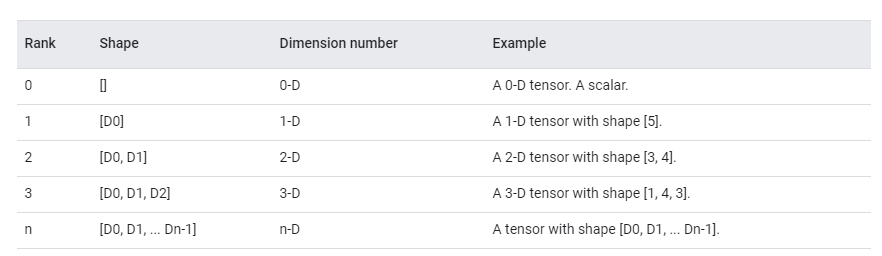 Rank Shape Dimension number Example
0 [] 0-D A 0-D tensor. A scalar.
1 [D0] 1-D A 1-D tensor with shape [5].
2 [D0, D1] 2-D A 2-D tensor with shape [3, 4].
3 [D0, D1, D2] 3-D A 3-D tensor with shape [1, 4, 3].
n [D0, D1, ... Dn-1] n-D A tensor with shape [D0, D1, ... Dn-1].